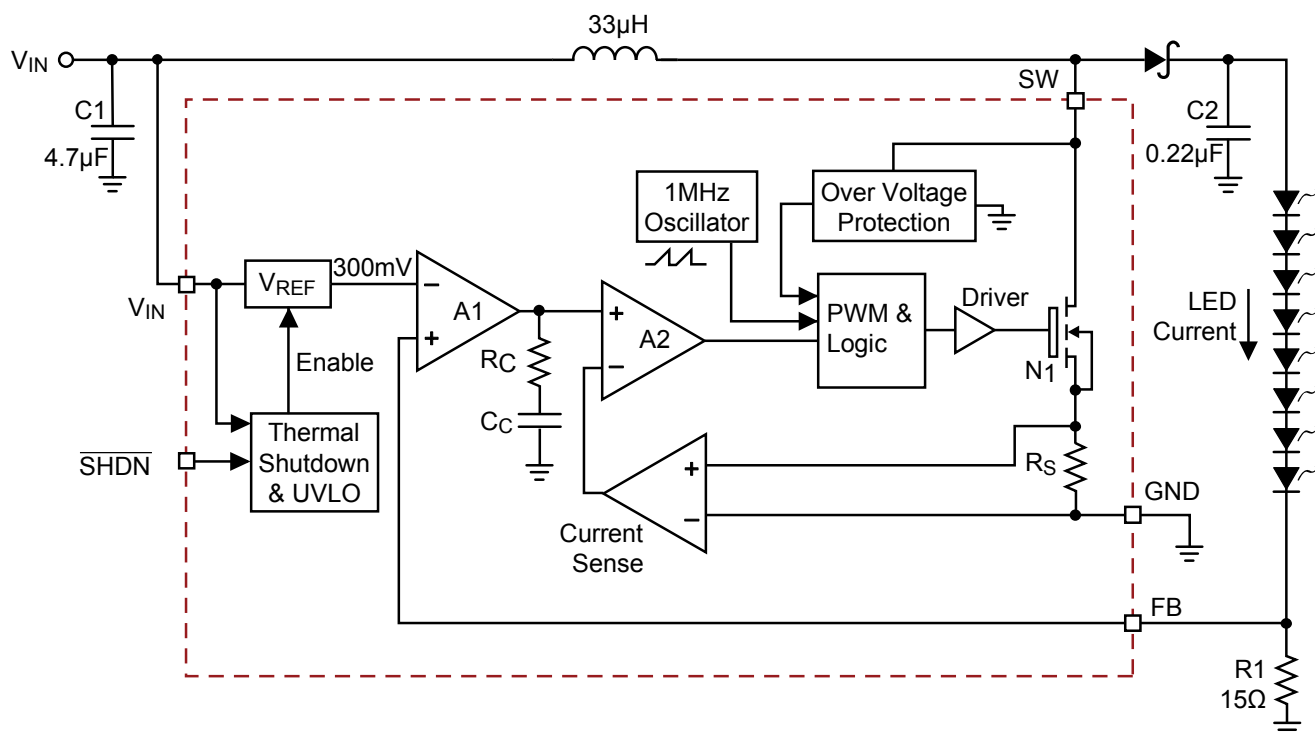 33µH
VIN
SW
C1
4.7µF
C2
0.22µF
1MHz
Oscillator
Over Voltage
Protection
VREF
300mV
−
A1
+
VIN
Enable
RC
CC
+
A2
−
PWM &
Logic
Driver
N1
LED
Current
Thermal
Shutdown
& UVLO
SHDN
+
−
Current
Sense
RS
GND
FB
R1
15Ω